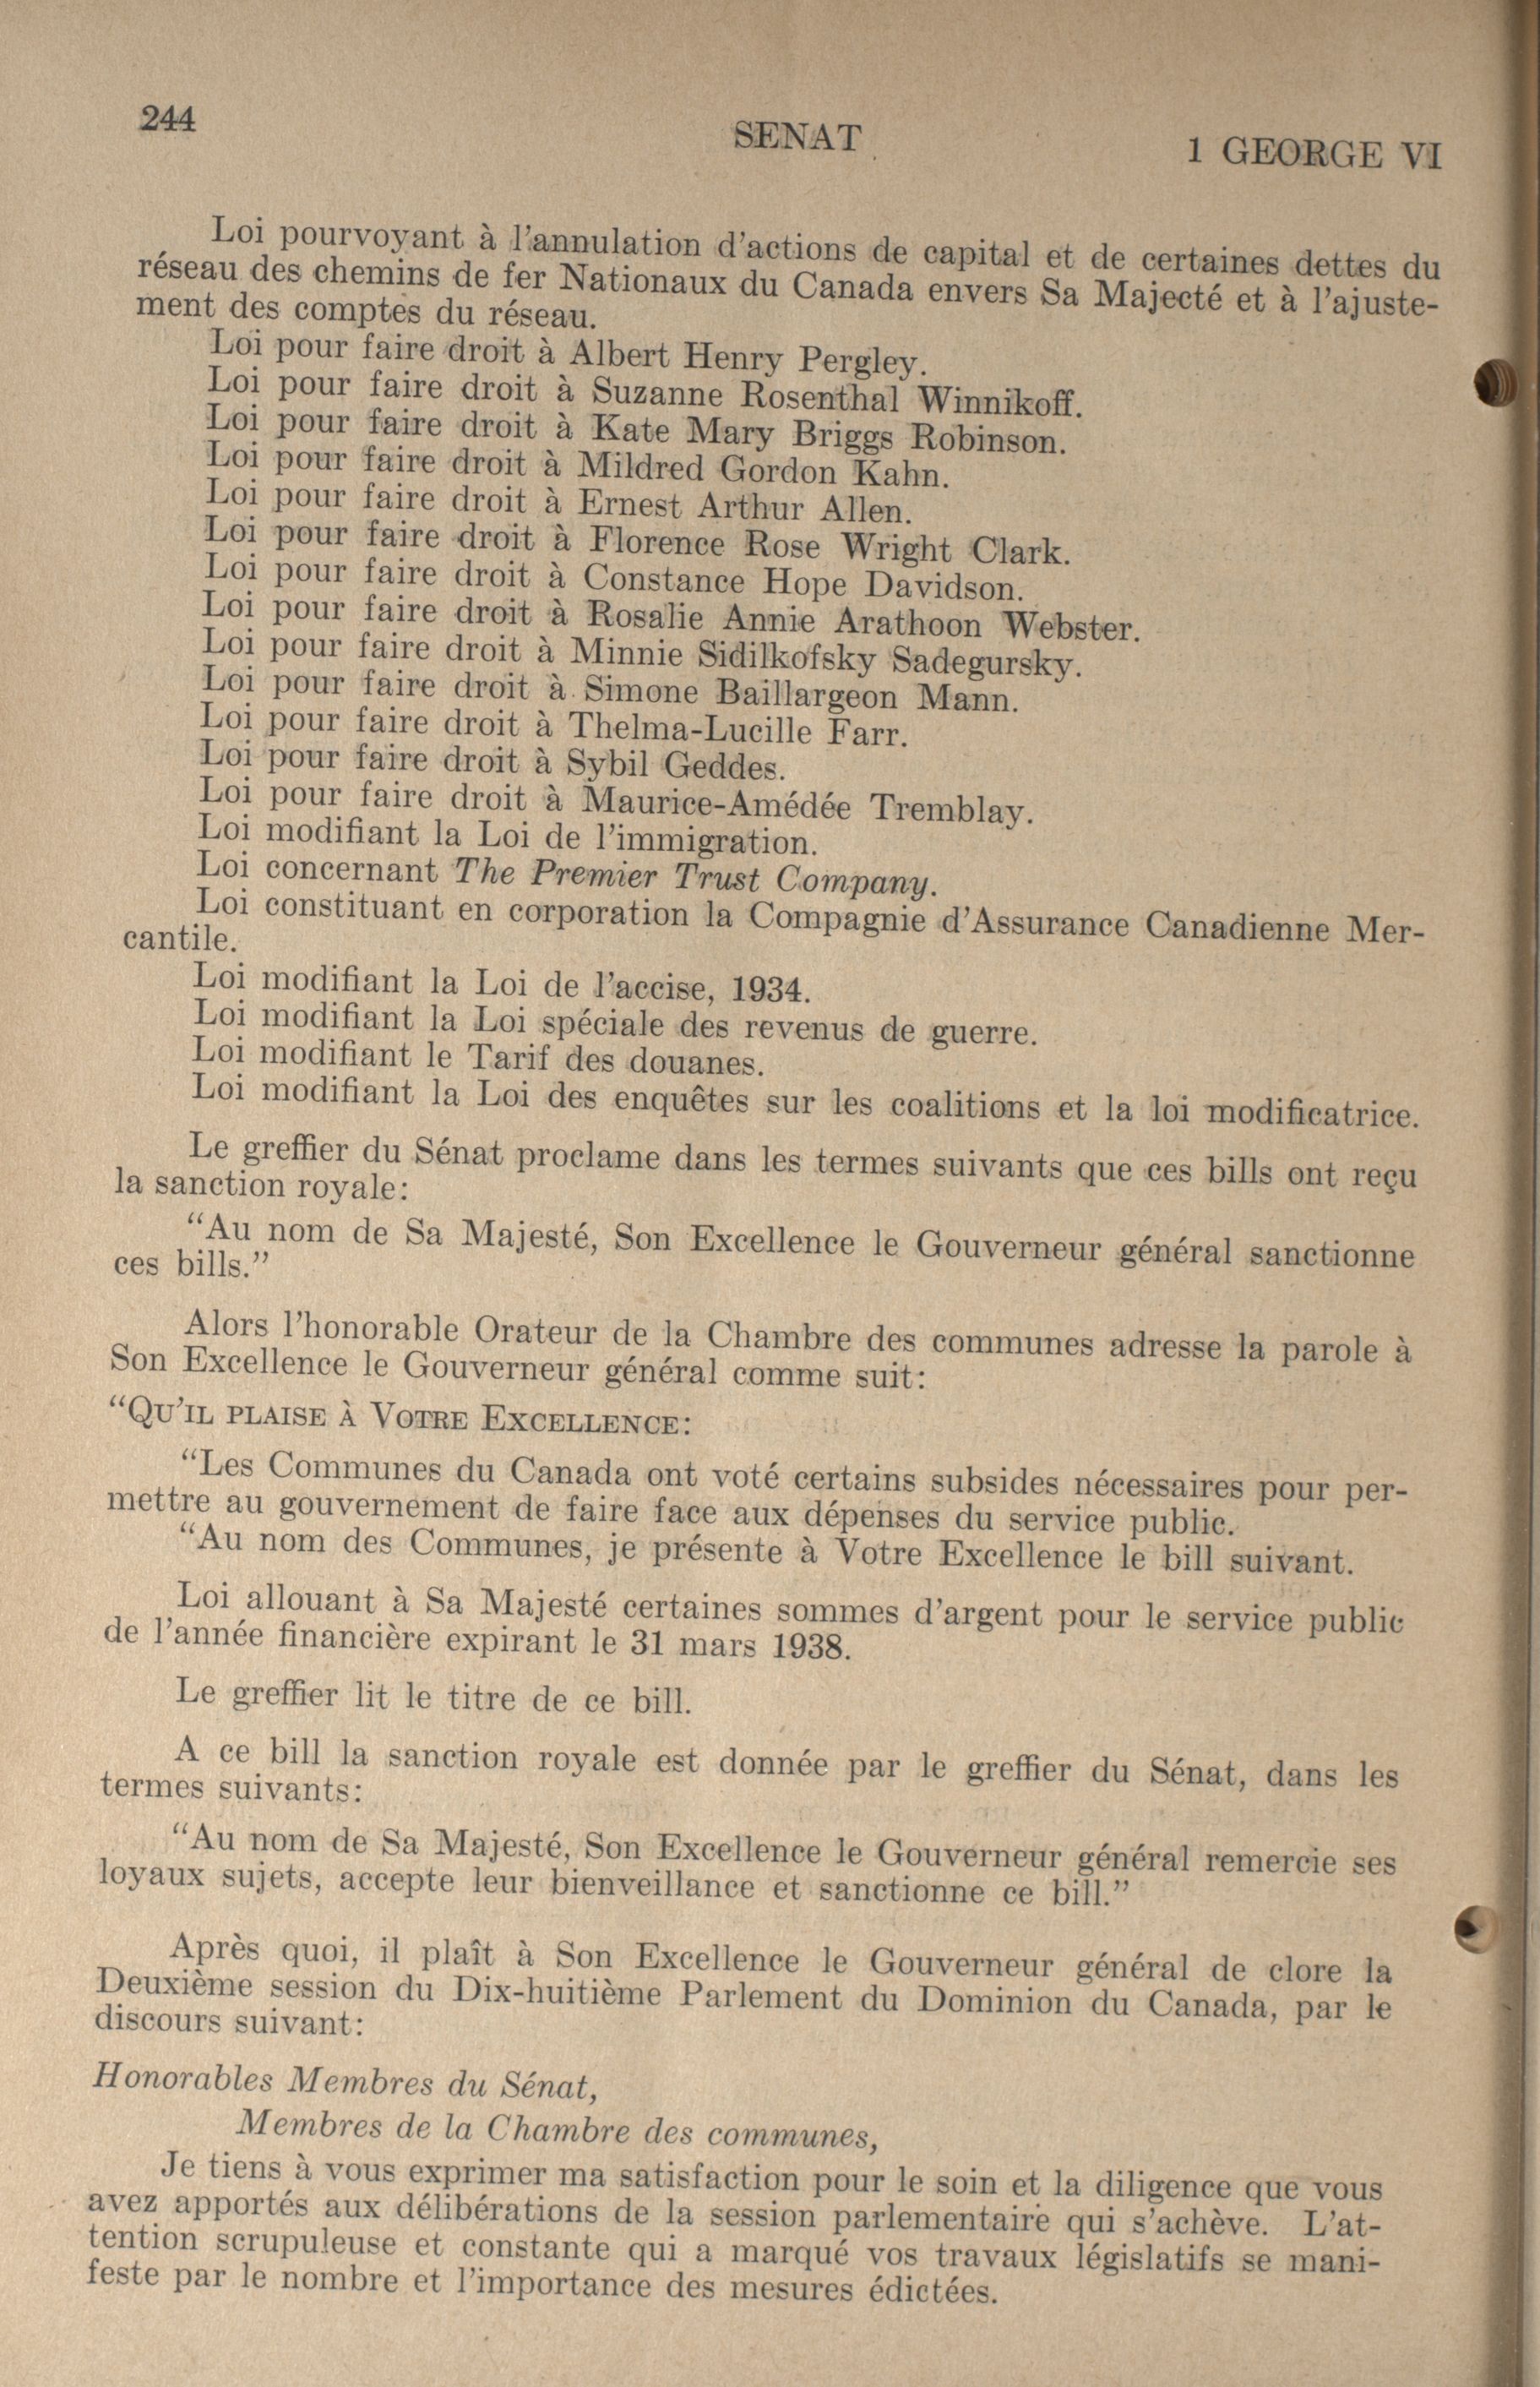 244
SENAT
1 GEORGE VI
Loi pourvoyant à l'annulation d'actions de capital et de certaines dettes du
réseau des chemins de fer Nationaux du Canada envers Sa Majecté et à l'ajuste-
ment des comptes du réseau.
Loi pour faire droit à Albert Henry Pergley.
Loi pour faire droit à Suzanne Rosenthal Winnikoff.
Loi pour faire droit à Kate Mary Briggs Robinson.
Loi pour faire droit à Mildred Gordon Kahn.
Loi pour faire droit à Ernest Arthur Allen.
Loi pour faire droit à Florence Rose Wright Clark.
Loi pour faire droit à Constance Hope Davidson.
Loi pour faire droit à Rosalie Annie Arathoon Webster.
Loi pour faire droit à Minnie Sidilkofsky Sadegursky.
Loi pour faire droit à Simone Baillargeon Mann.
Loi pour faire droit à Thelma-Lucille Farr.
Loi pour faire droit à Sybil Geddes.
Loi pour faire droit à Maurice-Amédée Tremblay.
Loi modifiant la Loi de l'immigration.
Loi concernant The Premier Trust Company.
Loi constituant en corporation la Compagnie d'Assurance Canadienne Mer-
cantile.
Loi modifiant la Loi de l'accise, 1934.
Loi modifiant la Loi spéciale des revenus de guerre.
Loi modifiant le Tarif des douanes.
Loi modifiant la Loi des enquêtes sur les coalitions et la loi modificatrice.
Le greffier du Sénat proclame dans les termes suivants que ces bills ont reçu
la sanction royale:
"Au nom de Sa Majesté, Son Excellence le Gouverneur général sanctionne
ces bills."
Alors l'honorable Orateur de la Chambre des communes adresse la parole à
Son Excellence le Gouverneur général comme suit:
"QU'IL PLAISE À VOTRE EXCELLENCE:
"Les Communes du Canada ont voté certains subsides nécessaires pour per-
mettre au gouvernement de faire face aux dépenses du service public.
"Au nom des Communes, je présente à Votre Excellence le bill suivant.
Loi allouant à Sa Majesté certaines sommes d'argent pour le service public
de l'année financière expirant le 31 mars 1938.
Le greffier lit le titre de ce bill.
A ce bill la sanction royale est donnée par le greffier du Sénat, dans les
termes suivants:
"Au nom de Sa Majesté, Son Excellence le Gouverneur général remercie ses
loyaux sujets, accepte leur bienveillance et sanctionne ce bill."
Après quoi, il plaît à Son Excellence le Gouverneur général de clore la
Deuxième session du Dix-huitième Parlement du Dominion du Canada, par le
discours suivant:
Honorables Membres du Sénat,
Membres de la Chambre des communes,
Je tiens à vous exprimer ma satisfaction pour le soin et la diligence que vous
avez apportés aux délibérations de la session parlementaire qui s'achève. L'at-
tention scrupuleuse et constante qui a marqué vos travaux législatifs se mani-
feste par le nombre et l'importance des mesures édictées.